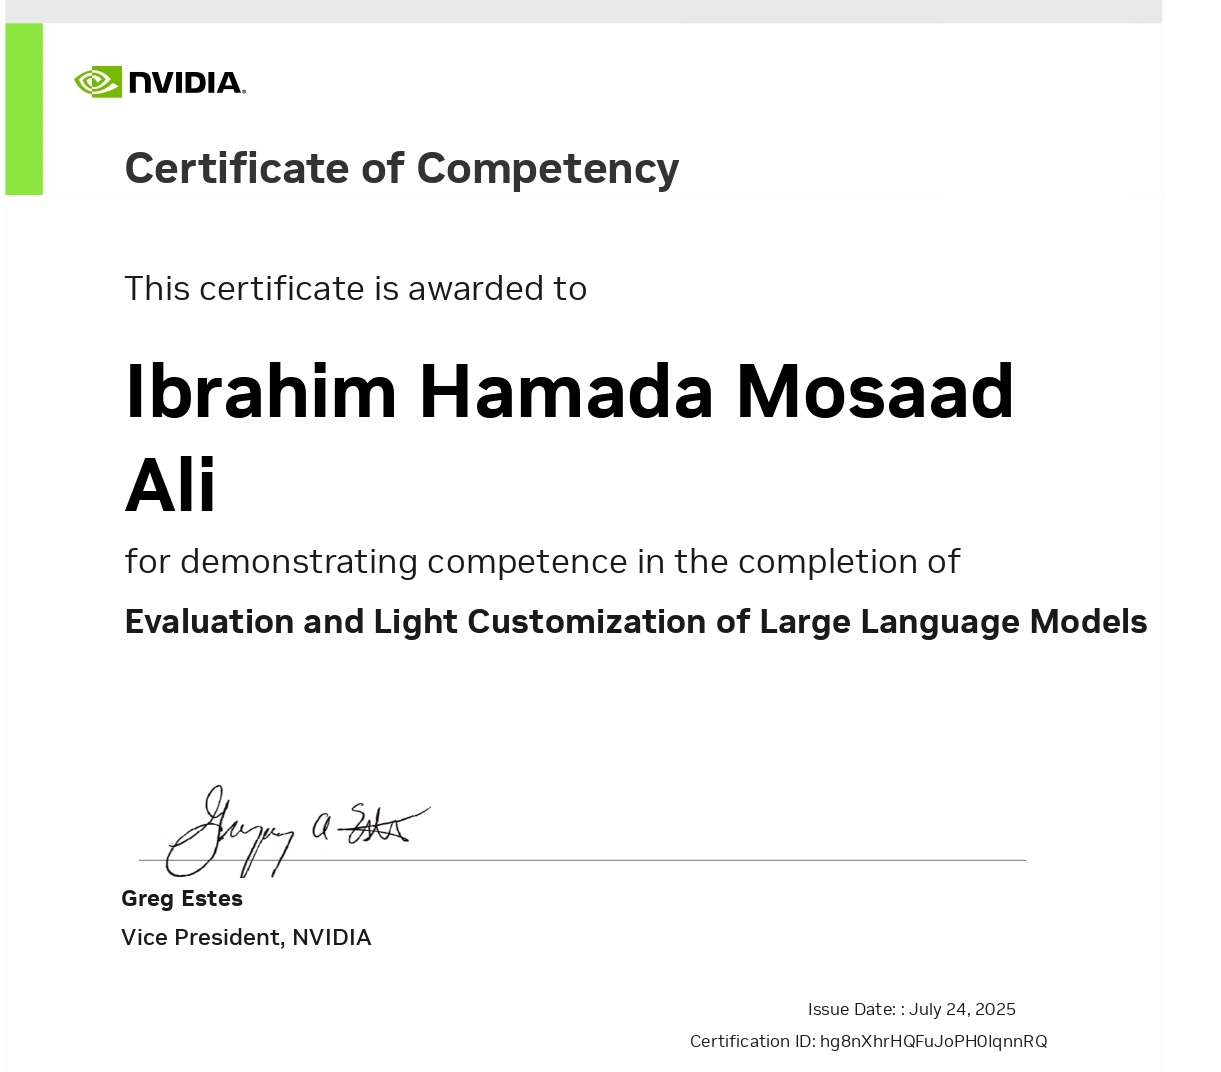 NVIDIA.
Certificate of Competency
This certificate is awarded to
Ibrahim Hamada Mosaad
Ali
for demonstrating competence in the completion of
Evaluation and Light Customization of Large Language Models
Gregory A Estes
Greg Estes
Vice President, NVIDIA
Issue Date: : July 24, 2025
Certification ID: hg8nXhrHQFuJoPH0IqnnRQ